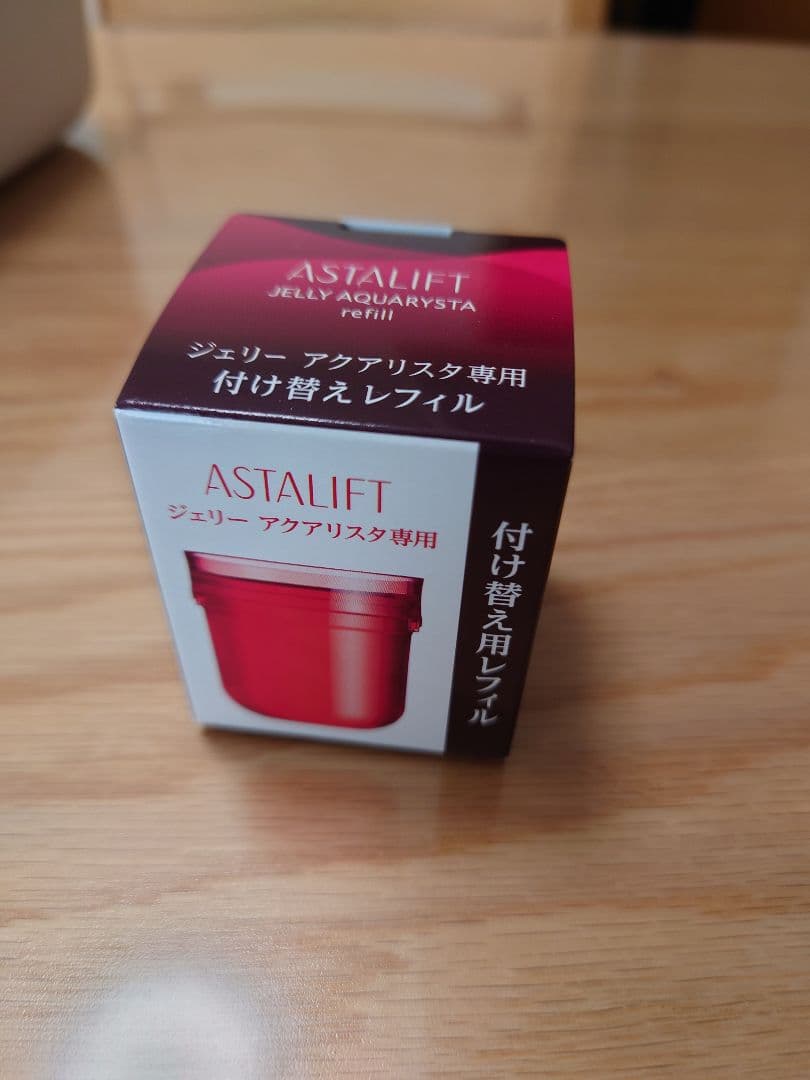 ASTALIFT
JELLY AQUARYSTA
refill
ジェリー アクアリスタ専用
付け替えレフィル
ASTALIFT
ジェリー アクアリスタ専用
付け替え用レフィル